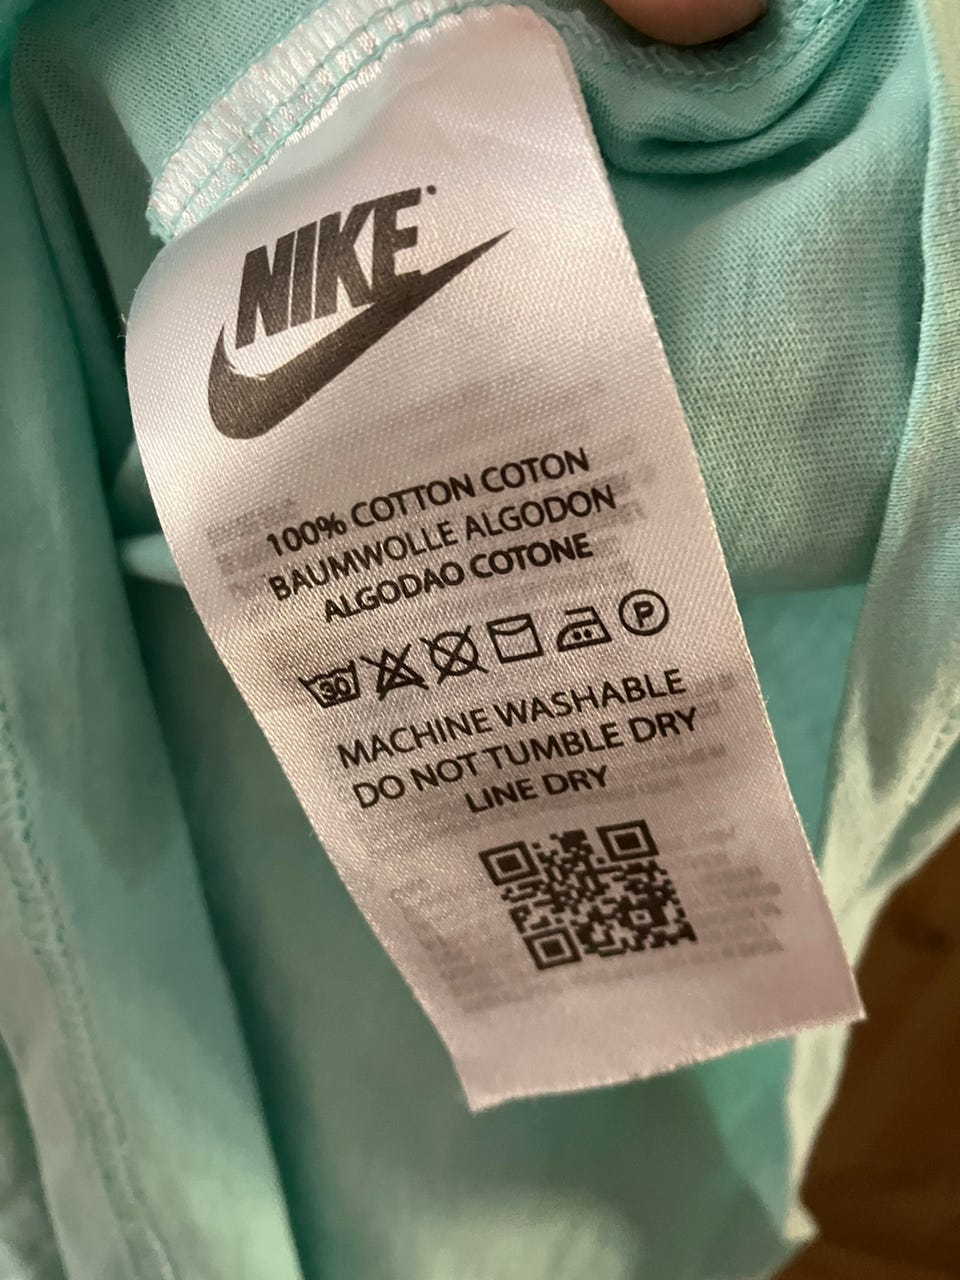 NIKE
100% COTTON COTON
BAUMWOLLE ALGODON
ALGODAO COTONE
30 P
MACHINE WASHABLE
DO NOT TUMBLE DRY
LINE DRY